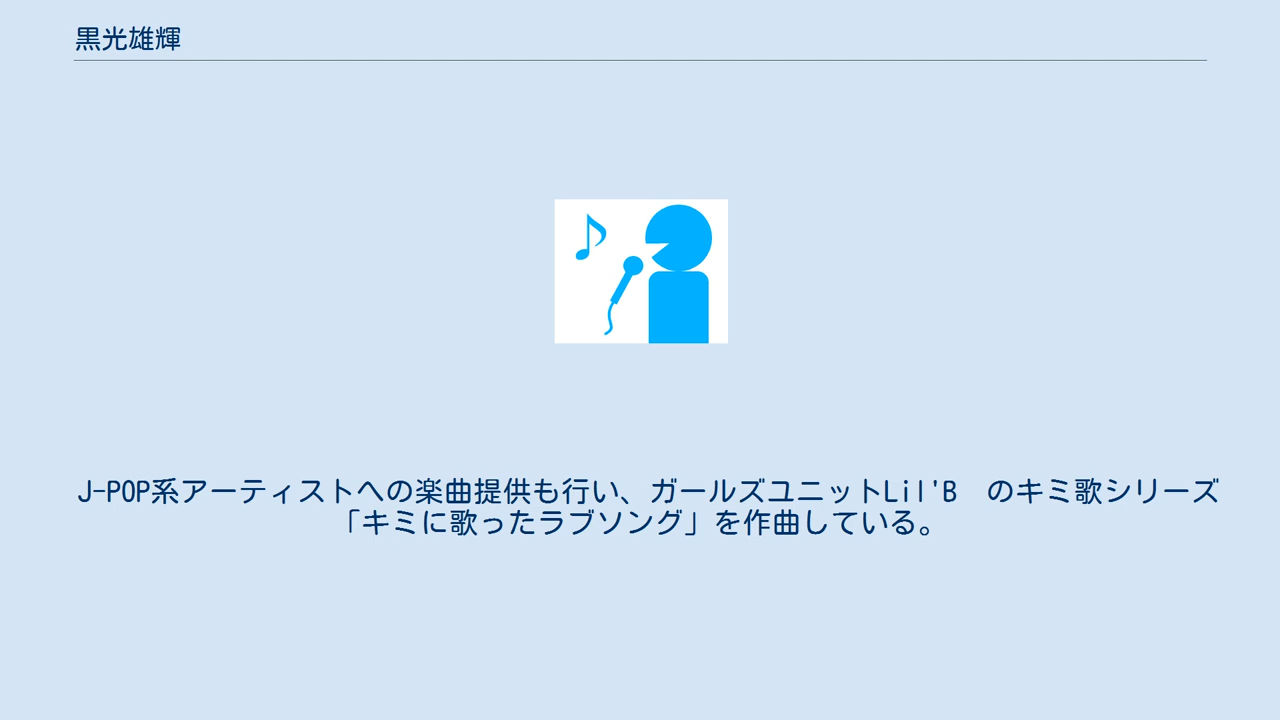 黒光雄輝
J-POP系アーティストへの楽曲提供も行い、ガールズユニットLil'B　のキミ歌シリーズ
「キミに歌ったラブソング」を作曲している。